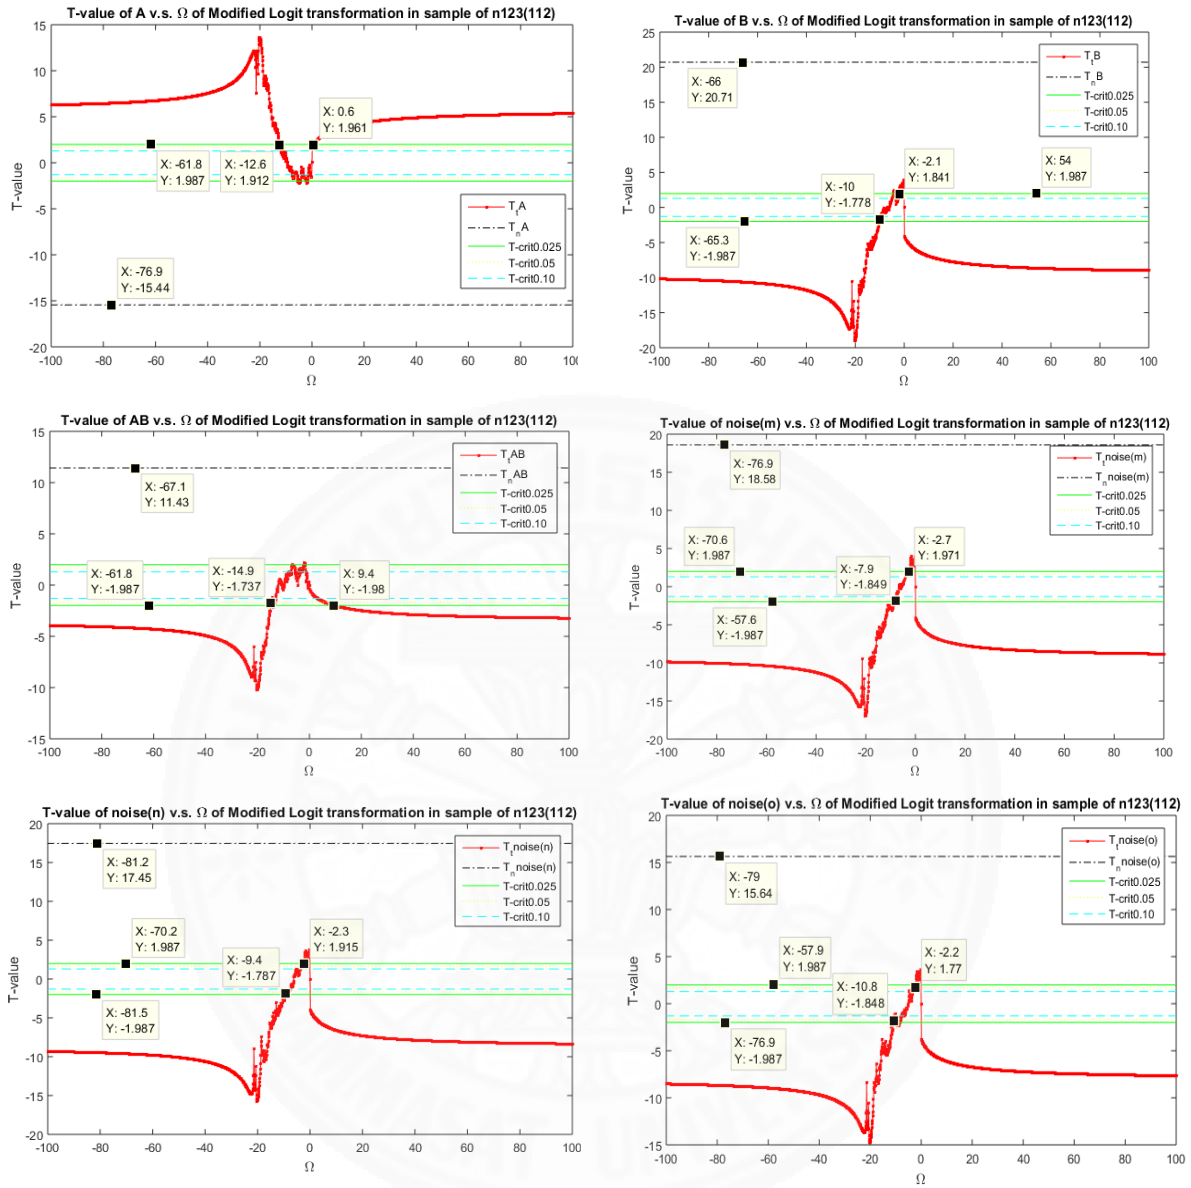 T-value of A v.s. Ω of Modified Logit transformation in sample of n123(112)
15
10
5
0
-5
-10
-15
-20
T-value
X: 0.6
Y: 1.961
X: -61.8
Y: 1.987
X: -12.6
Y: 1.912
X: -76.9
Y: -15.44
TtA
TnA
T-crit0.025
T-crit0.05
T-crit0.10
-100 -80 -60 -40 -20 0 20 40 60 80 100
Ω
T-value of B v.s. Ω of Modified Logit transformation in sample of n123(112)
25
20
15
10
5
0
-5
-10
-15
20
T-value
X: -66
Y: 20.71
TtB
TnB
T-crit0.025
T-crit0.05
T-crit0.10
X: -2.1
Y: 1.841
X: 54
Y: 1.987
X: -10
Y: -1.778
X: -65.3
Y: -1.987
-100 -80 -60 -40 -20 0 20 40 60 80 100
Ω
T-value of AB v.s. Ω of Modified Logit transformation in sample of n123(112)
15
10
5
0
-5
-10
-15
T-value
X: -67.1
Y: 11.43
TtAB
TnAB
T-crit0.025
T-crit0.05
T-crit0.10
X: -61.8
Y: -1.987
X: -14.9
Y: -1.737
X: 9.4
Y: -1.98
-100 -80 -60 -40 -20 0 20 40 60 80 100
Ω
T-value of noise(m) v.s. Ω of Modified Logit transformation in sample of n123(112)
20
15
10
5
0
-5
-10
-15
-20
T-value
X: -76.9
Y: 18.58
Ttnoise(m)
Tnnoise(m)
T-crit0.025
T-crit0.05
T-crit0.10
X: -70.6
Y: 1.987
X: -2.7
Y: 1.971
X: -7.9
Y: -1.849
X: -57.6
Y: -1.987
-100 -80 -60 -40 -20 0 20 40 60 80 100
Ω
T-value of noise(n) v.s. Ω of Modified Logit transformation in sample of n123(112)
20
15
10
5
0
-5
-10
-15
-20
T-value
X: -81.2
Y: 17.45
Ttnoise(n)
Tnnoise(n)
T-crit0.025
T-crit0.05
T-crit0.10
X: -70.2
Y: 1.987
X: -2.3
Y: 1.915
X: -9.4
Y: -1.787
X: -81.5
Y: -1.987
-100 -80 -60 -40 -20 0 20 40 60 80 100
Ω
T-value of noise(o) v.s. Ω of Modified Logit transformation in sample of n123(112)
20
15
10
5
0
-5
-10
-15
T-value
X: -79
Y: 15.64
Ttnoise(o)
Tnnoise(o)
T-crit0.025
T-crit0.05
T-crit0.10
X: -57.9
Y: 1.987
X: -2.2
Y: 1.77
X: -10.8
Y: -1.848
X: -76.9
Y: -1.987
-100 -80 -60 -40 -20 0 20 40 60 80 100
Ω